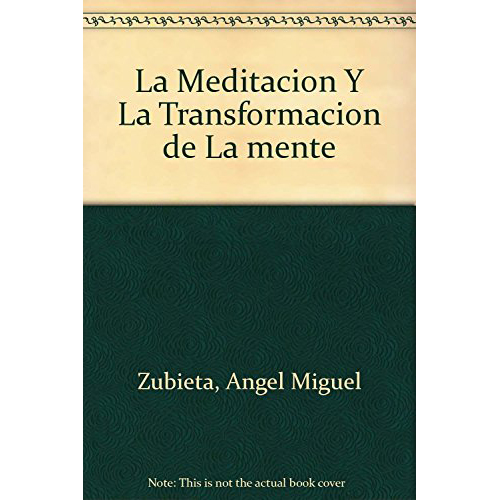 La Meditacion Y
La Transformacion
de La mente
Zubieta, Angel Miguel
Note: This is not the actual book cover